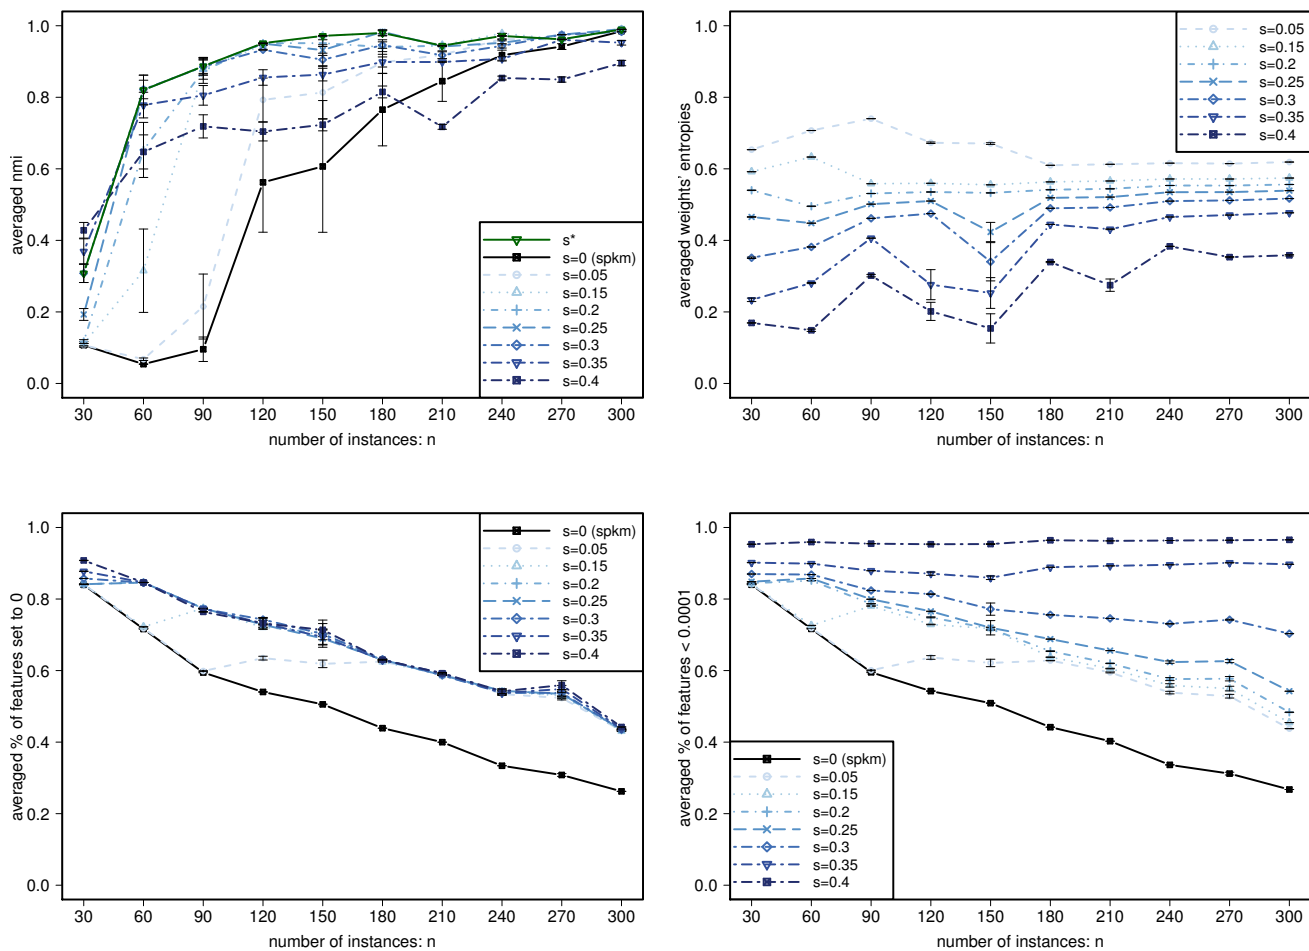 averaged nmi
1.0
0.8
0.6
0.4
0.2
0.0
30 60 90 120 150 180 210 240 270 300
number of instances: n
s*
s=0 (spkm)
s=0.05
s=0.15
s=0.2
s=0.25
s=0.3
s=0.35
s=0.4
averaged weights' entropies
1.0
0.8
0.6
0.4
0.2
0.0
30 60 90 120 150 180 210 240 270 300
number of instances: n
s=0.05
s=0.15
s=0.2
s=0.25
s=0.3
s=0.35
s=0.4
averaged % of features set to 0
1.0
0.8
0.6
0.4
0.2
0.0
30 60 90 120 150 180 210 240 270 300
number of instances: n
s=0 (spkm)
s=0.05
s=0.15
s=0.2
s=0.25
s=0.3
s=0.35
s=0.4
averaged % of features < 0.0001
1.0
0.8
0.6
0.4
0.2
0.0
30 60 90 120 150 180 210 240 270 300
number of instances: n
s=0 (spkm)
s=0.05
s=0.15
s=0.2
s=0.25
s=0.3
s=0.35
s=0.4